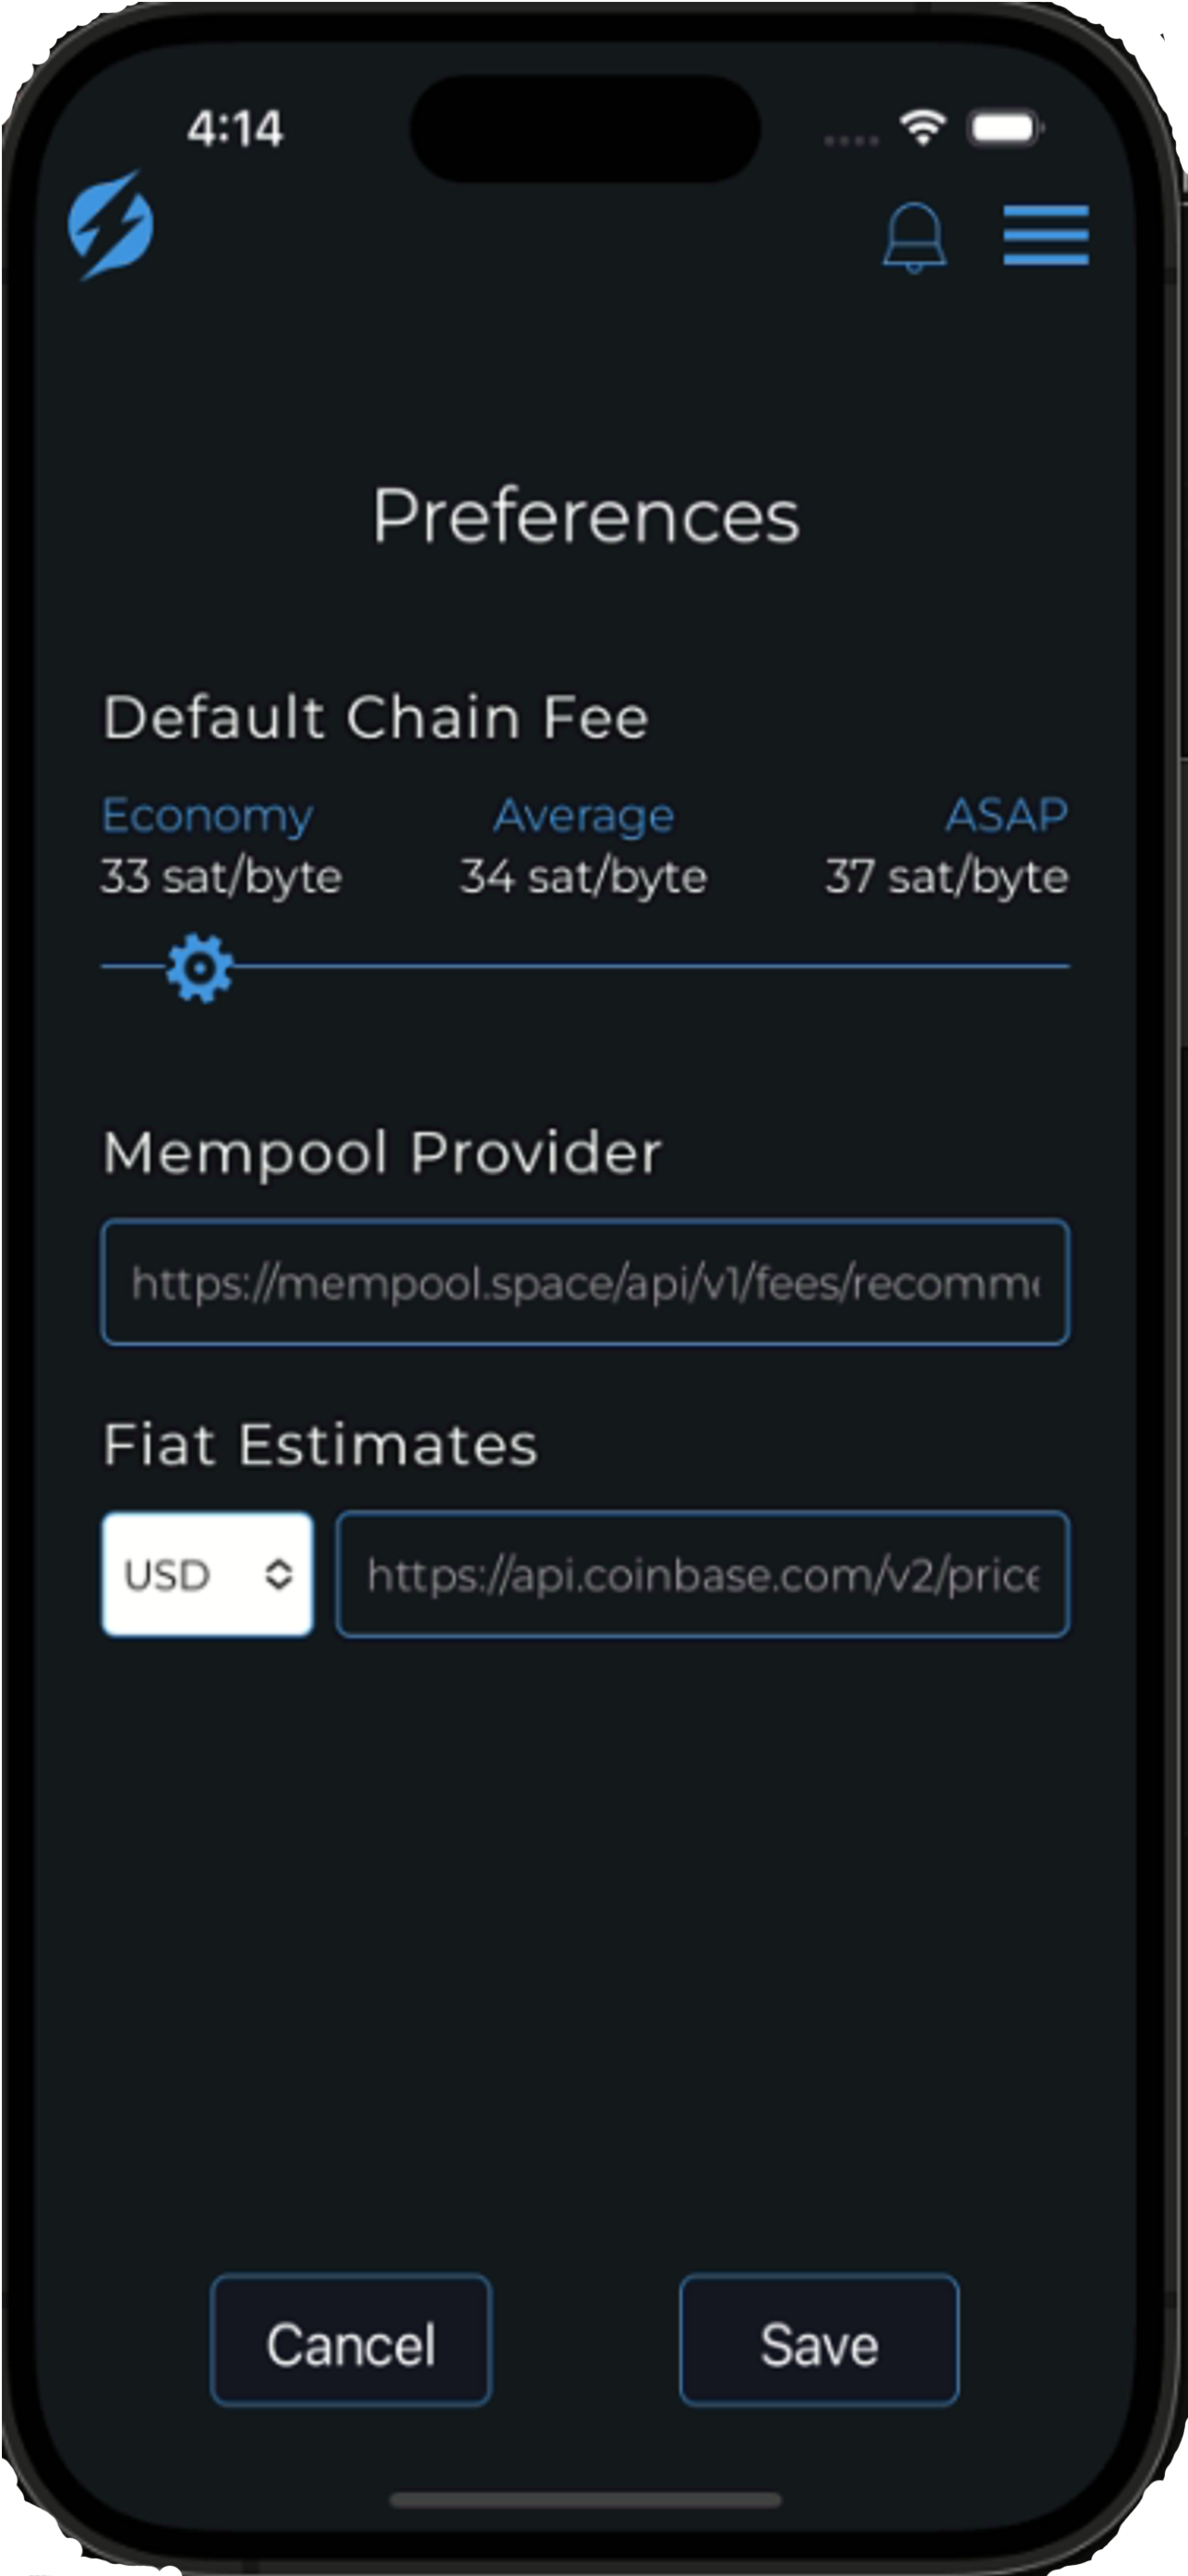 4:14
Preferences
Default Chain Fee
Economy Average ASAP
33 sat/byte 34 sat/byte 37 sat/byte
Mempool Provider
https://mempool.space/api/v1/fees/recomm
Fiat Estimates
USD https://api.coinbase.com/v2/price
Cancel Save